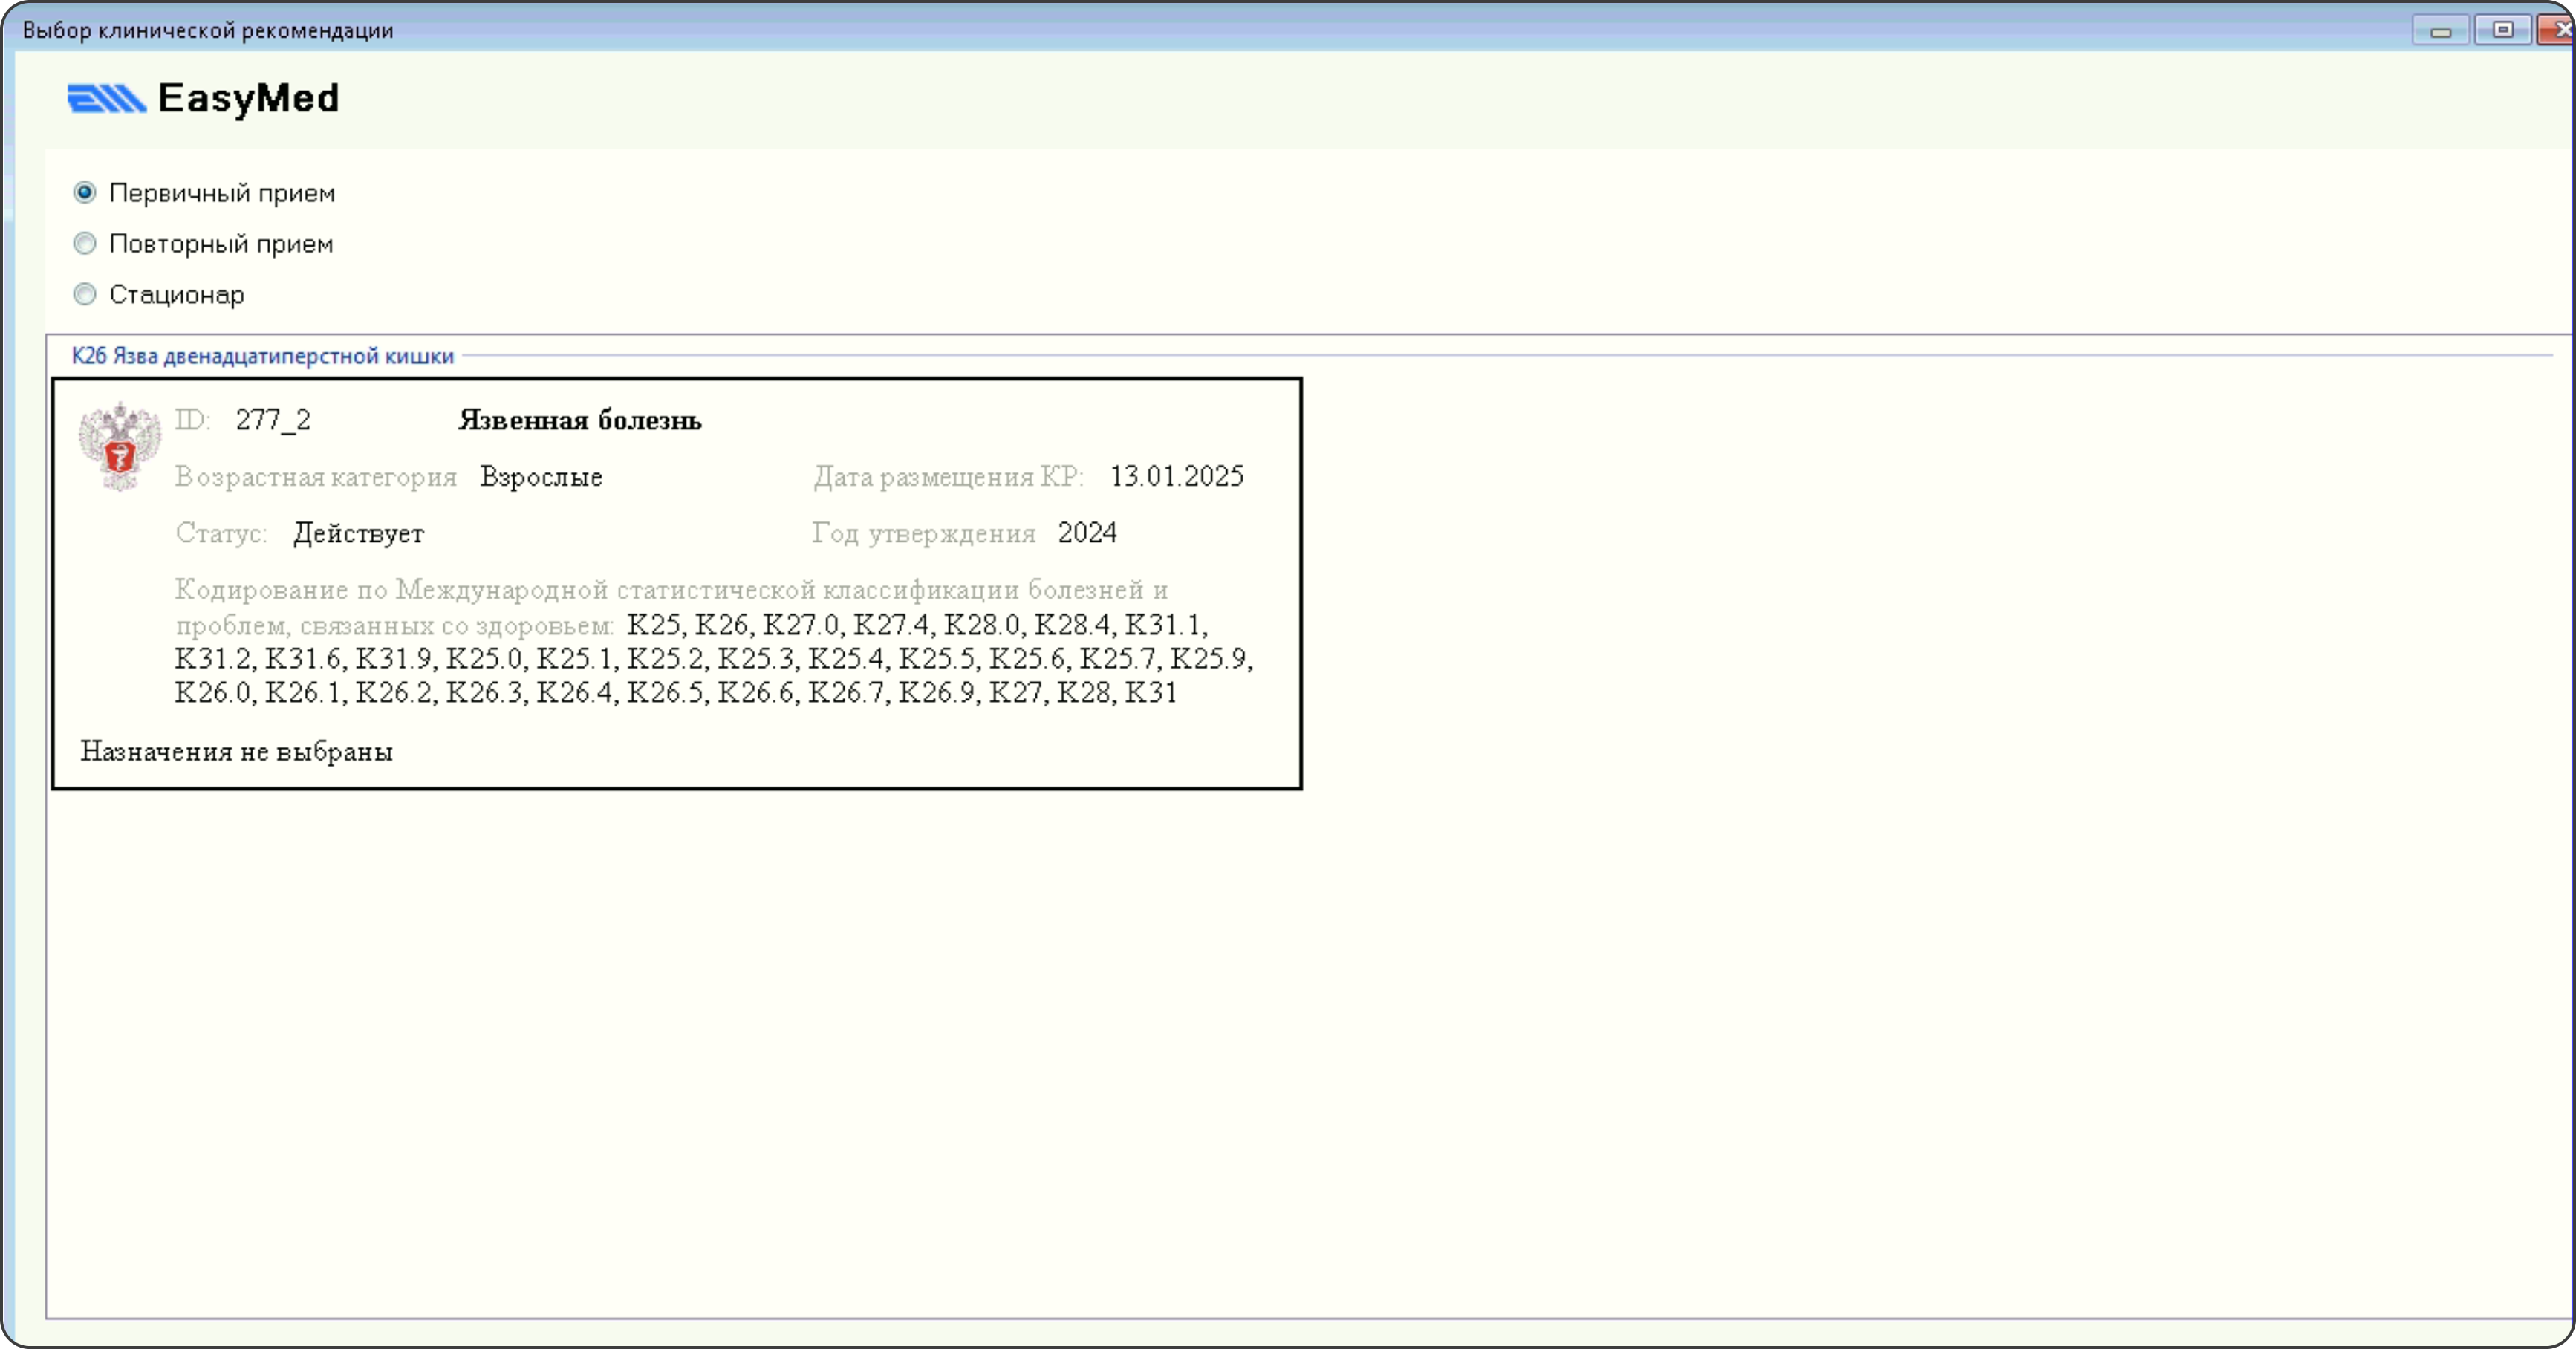 Выбор клинической рекомендации
EasyMed
Первичный прием
Повторный прием
Стационар
K26 Язва двенадцатиперстной кишки
ID: 277_2 Язвенная болезнь
Возрастная категория Взрослые Дата размещения КР: 13.01.2025
Статус: Действует Год утверждения 2024
Кодирование по Международной статистической классификации болезней и
проблем, связанных со здоровьем: K25, K26, K27.0, K27.4, K28.0, K28.4, K31.1,
K31.2, K31.6, K31.9, K25.0, K25.1, K25.2, K25.3, K25.4, K25.5, K25.6, K25.7, K25.9,
K26.0, K26.1, K26.2, K26.3, K26.4, K26.5, K26.6, K26.7, K26.9, K27, K28, K31
Назначения не выбраны